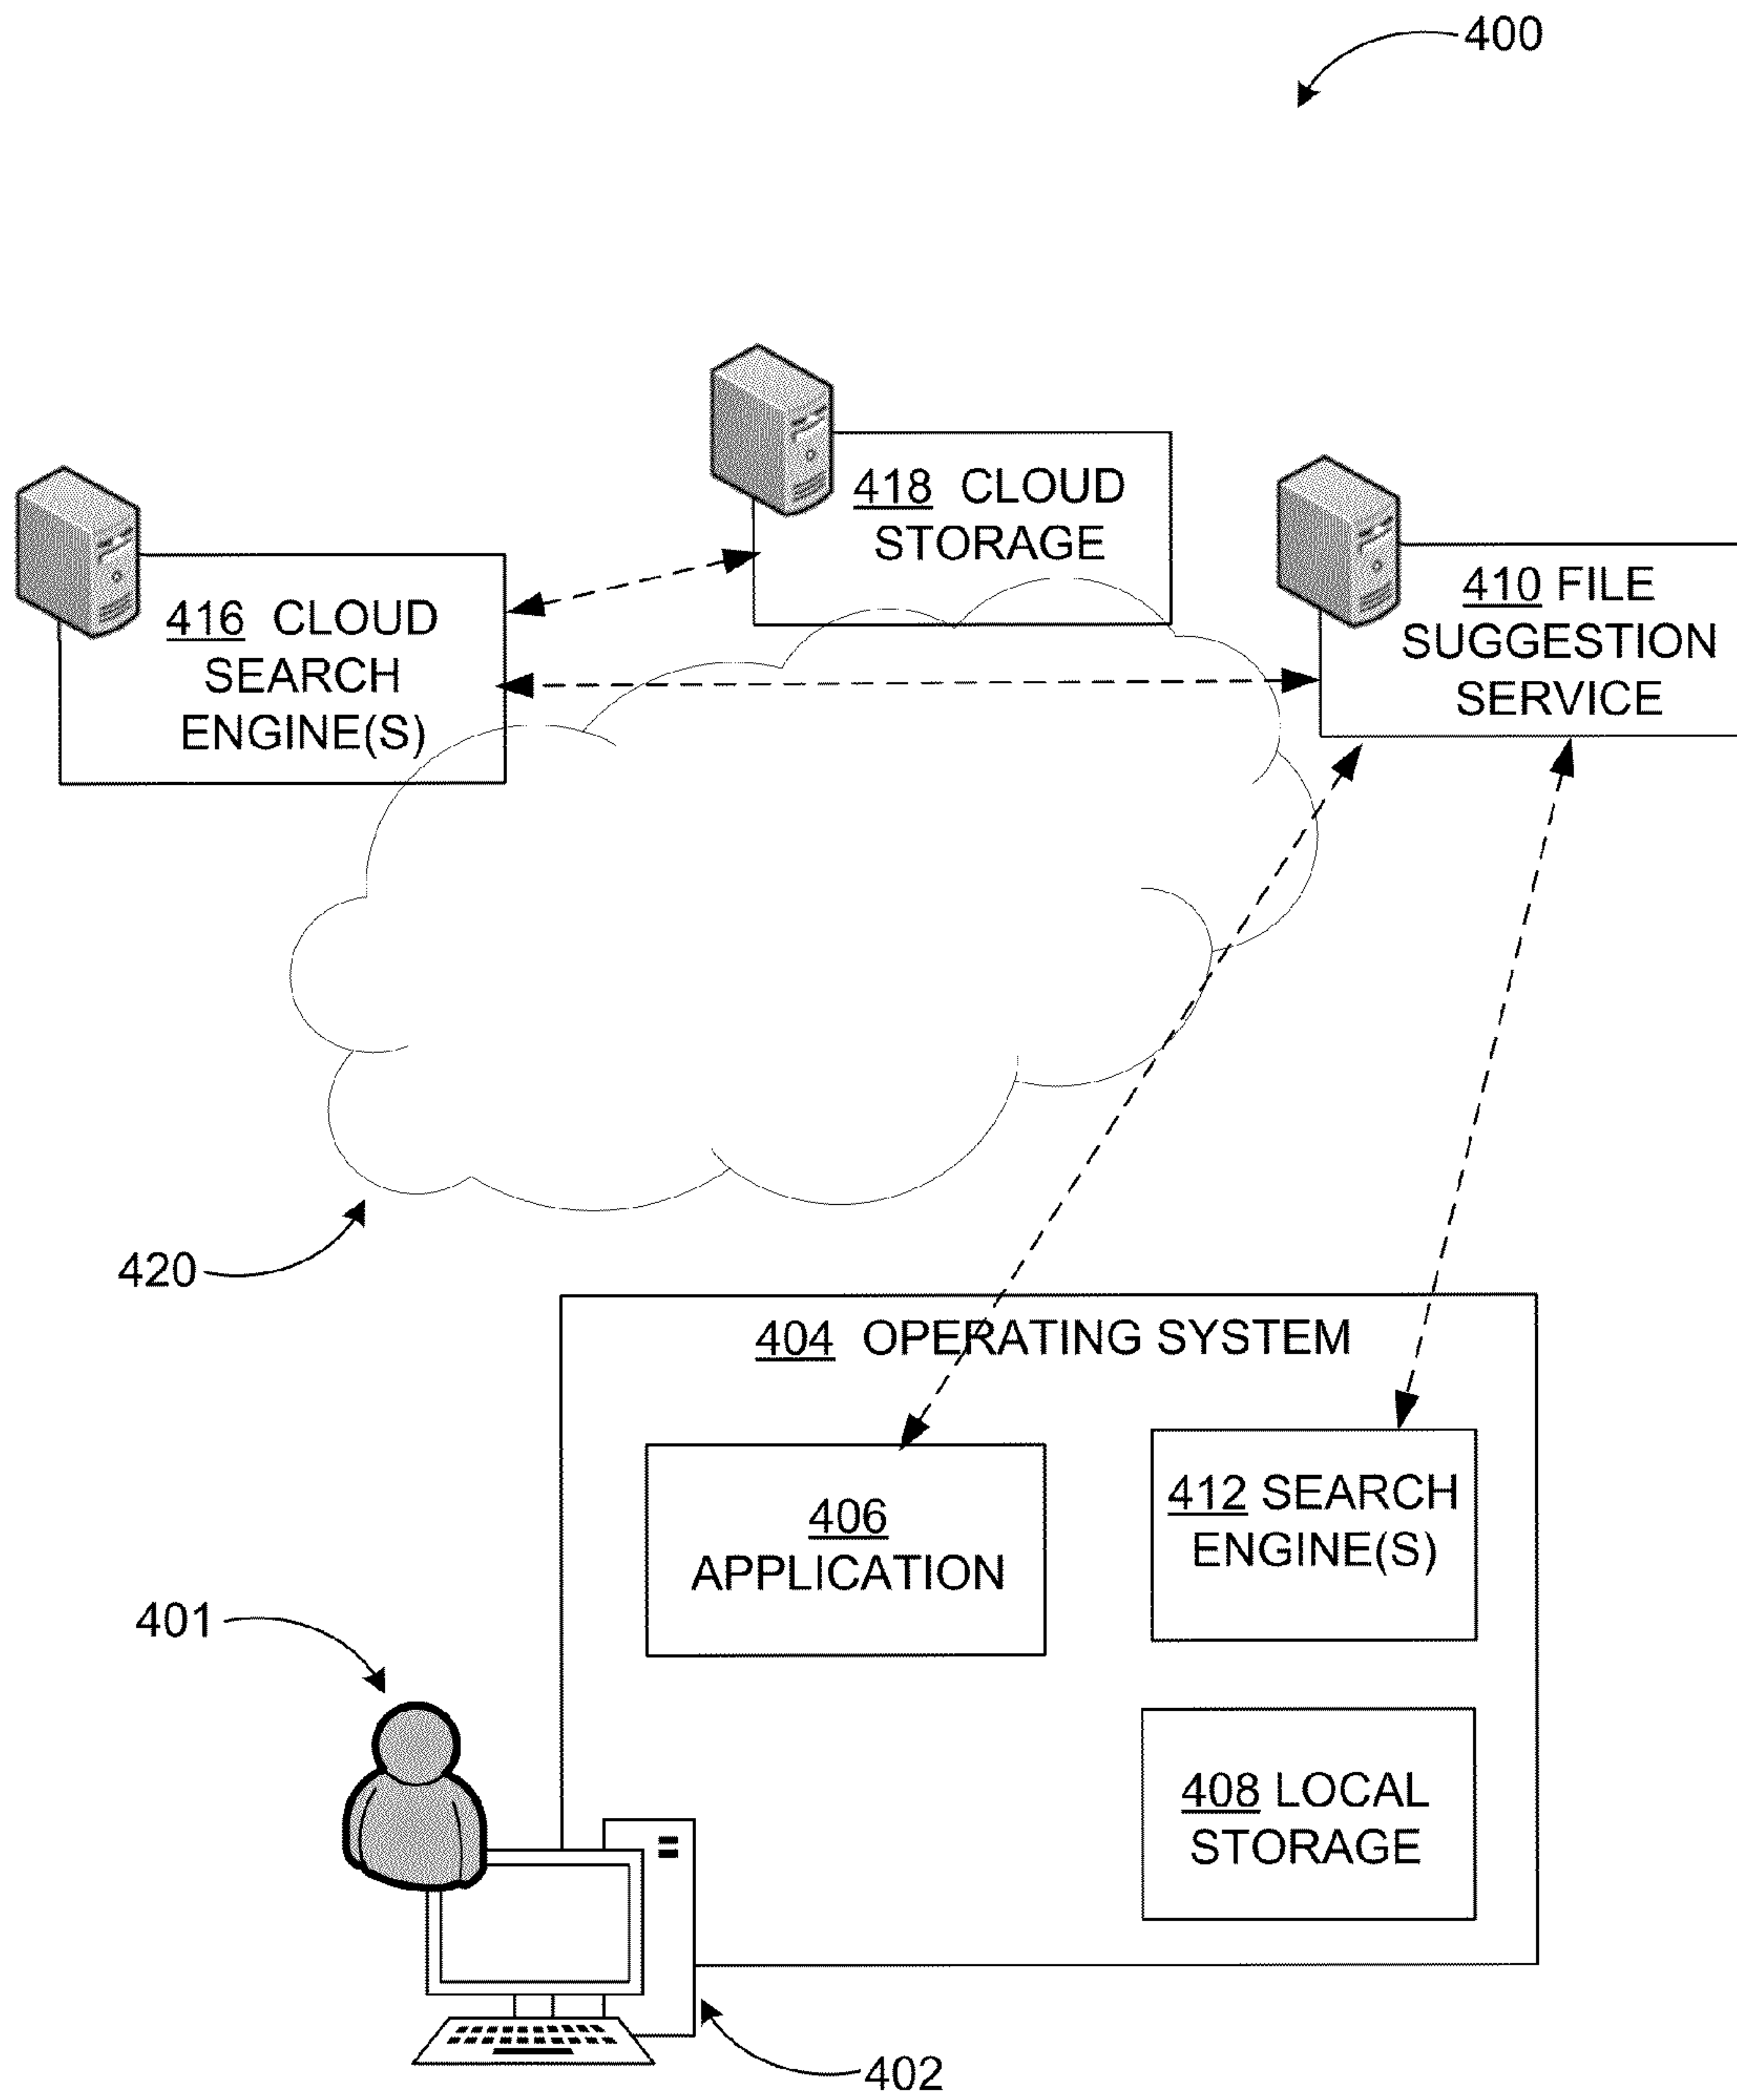 400
418 CLOUD
STORAGE
416 CLOUD
SEARCH
ENGINE(S)
410 FILE
SUGGESTION
SERVICE
420
404 OPERATING SYSTEM
406
APPLICATION
412 SEARCH
ENGINE(S)
401
408 LOCAL
STORAGE
402